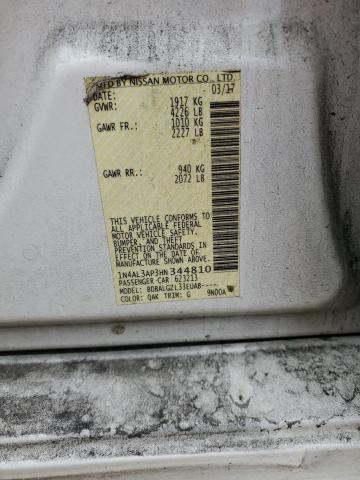 MFD BY NISSAN MOTOR CO., LTD.
DATE: 03/17
GVWR: 1917 KG
4226 LB
GAWR FR.: 1010 KG
2227 LB
GAWR RR.: 940 KG
2072 LB
THIS VEHICLE CONFORMS TO
ALL APPLICABLE FEDERAL
MOTOR VEHICLE SAFETY,
BUMPER, AND THEFT
PREVENTION STANDARDS IN
EFFECT ON THE DATE OF
MANUFACTURE SHOWN ABOVE.
1N4AL3AP3HN344810
PASSENGER CAR 623213
MODEL: BDBALGZL33EUAB-----
COLOR: QAK TRIM: G 9N00A